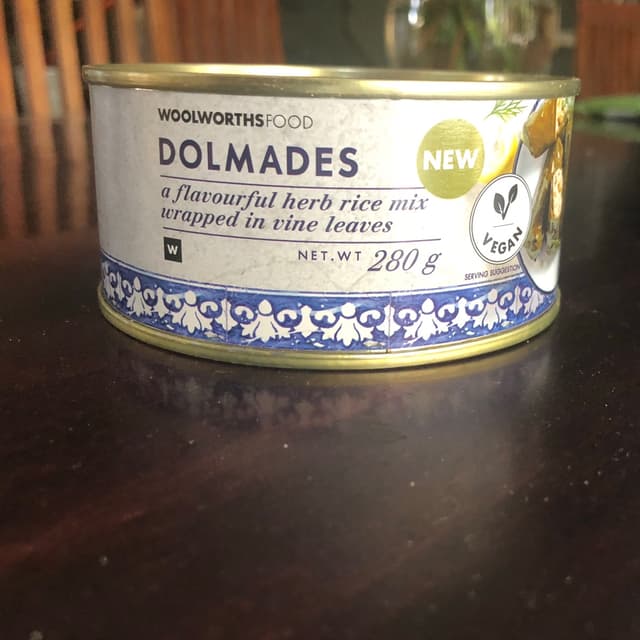 WOOLWORTHSFOOD
DOLMADES
NEW
a flavourful herb rice mix
wrapped in vine leaves
VEGAN
W
NET.WT 280 g
SERVING SUGGESTION